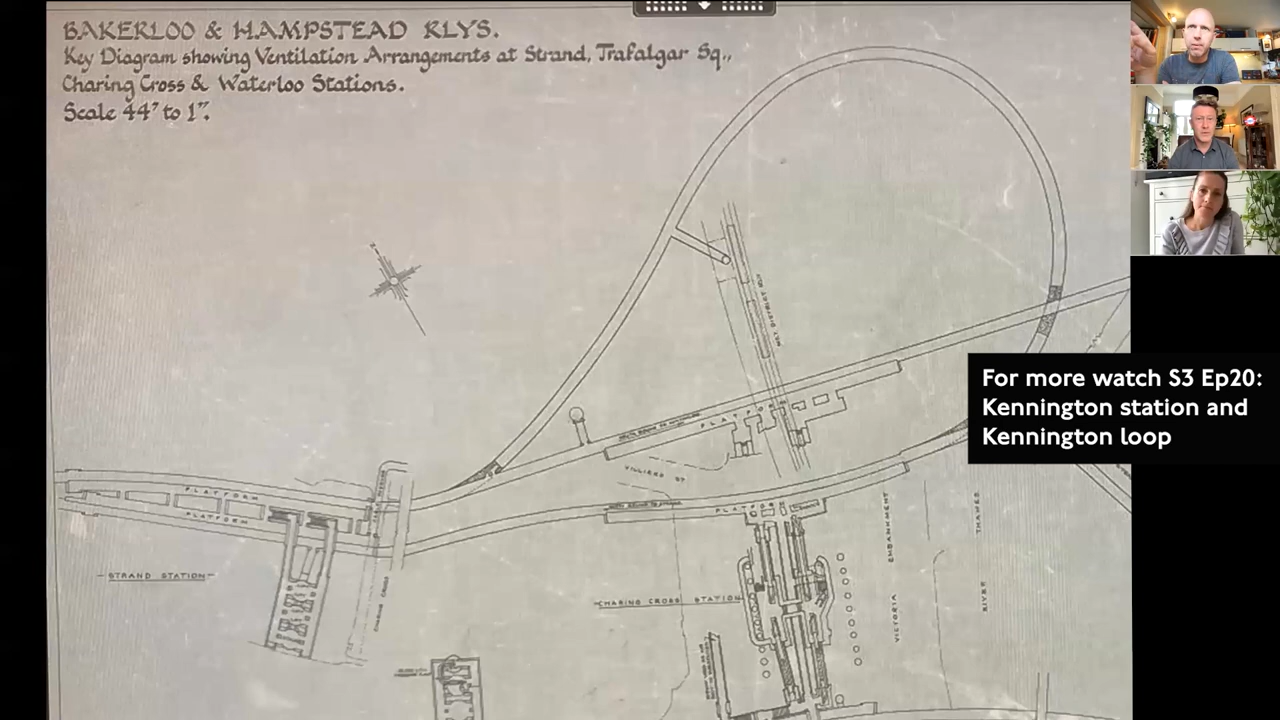 BAKERLOO & HAMPSTEAD RLYS.
Key Diagram showing Ventilation Arrangements at Strand, Trafalgar Sq.,
Charing Cross & Waterloo Stations.
Scale 44' to 1".
For more watch S3 Ep20:
Kennington station and
Kennington loop
PLATFORM
PLATFORM
PLATFORM
VILLIERS ST
PLATFORM
STRAND STATION
CHARING CROSS
CHARING CROSS STATION
VICTORIA EMBANKMENT
RIVER THAMES